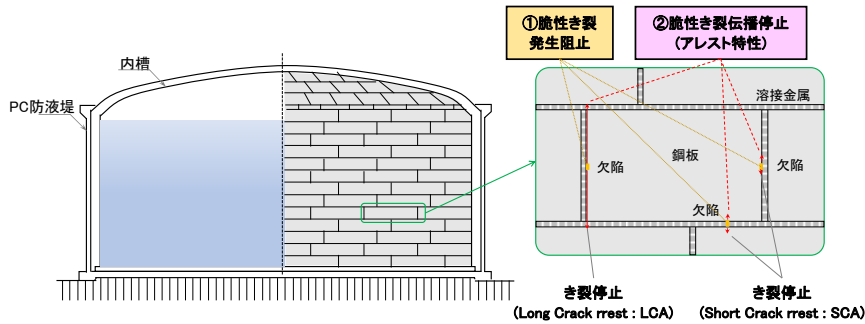 内槽
PC防液堤
①脆性き裂
発生阻止
②脆性き裂伝播停止
(アレスト特性)
溶接金属
鋼板
欠陥
欠陥
欠陥
き裂停止
(Long Crack rrest : LCA)
き裂停止
(Short Crack rrest : SCA)